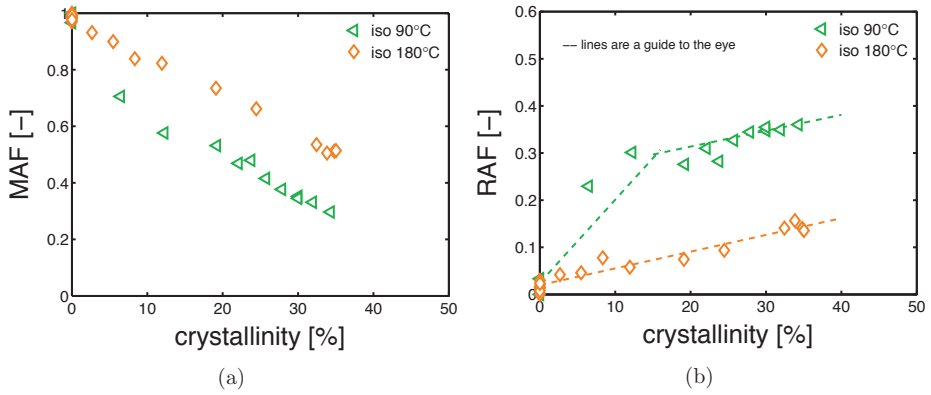 1
0.8
0.6
0.4
0.2
0
MAF [−]
0
10
20
30
40
50
crystallinity [%]
iso 90°C
iso 180°C
(a)
0.6
0.5
0.4
0.3
0.2
0.1
0
RAF [−]
0
10
20
30
40
50
crystallinity [%]
−− lines are a guide to the eye
iso 90°C
iso 180°C
(b)